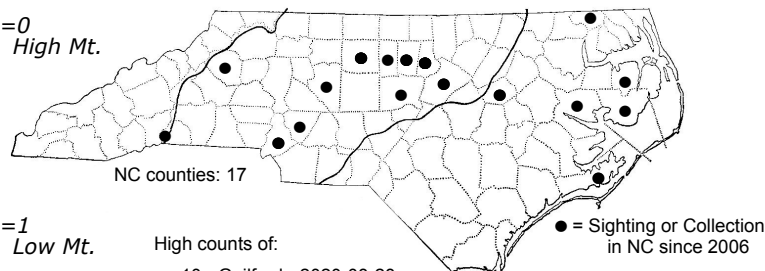 =0
High Mt.
NC counties: 17
=1
Low Mt.
High counts of:
● = Sighting or Collection
in NC since 2006